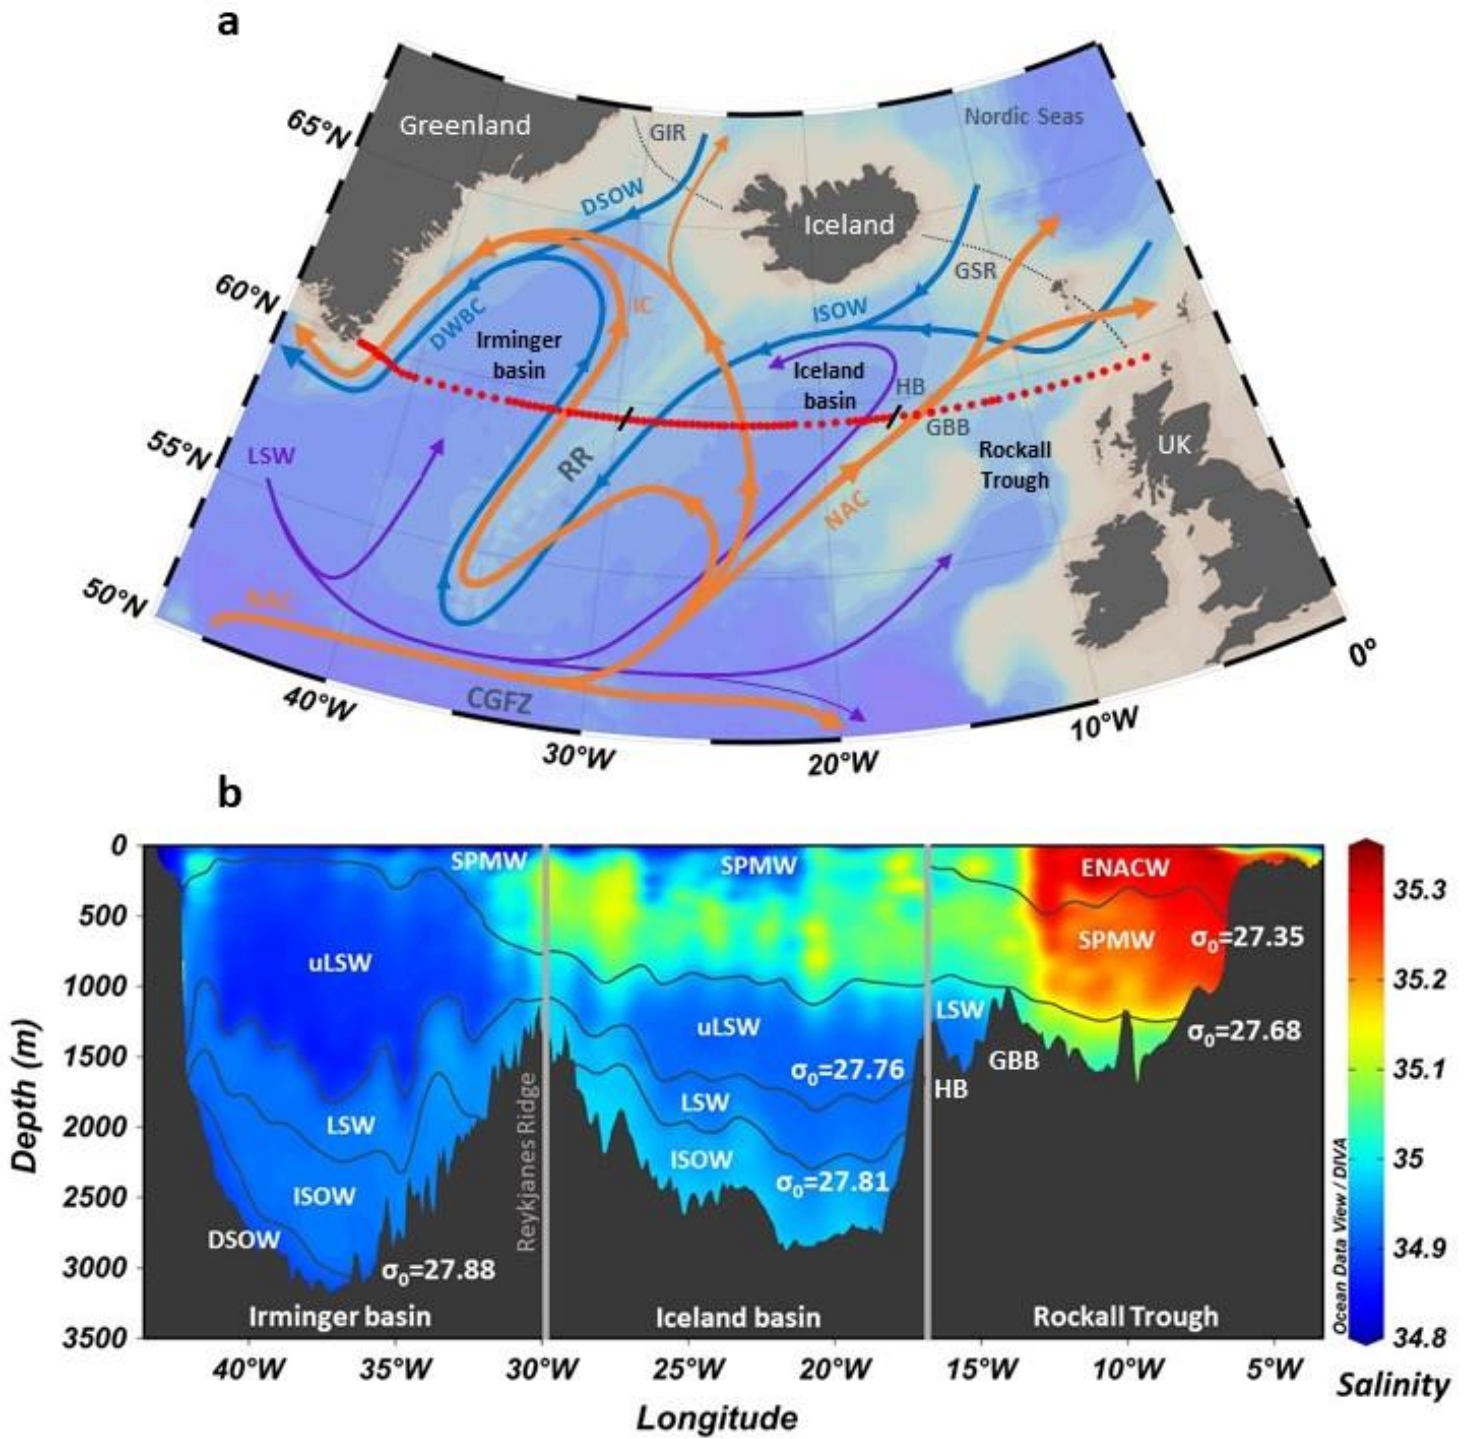 a
Greenland
GIR
Nordic Seas
65°N
DSOW
Iceland
GSR
60°N
DWBC
IC
ISOW
Irminger
basin
Iceland
basin
HB
GBB
55°N
LSW
RR
Rockall
Trough
UK
NAC
50°N
NAC
CGFZ
0°
40°W
30°W
20°W
10°W
b
0
500
1000
1500
2000
2500
3000
3500
Depth (m)
SPMW
SPMW
ENACW
SPMW
σ0=27.35
uLSW
uLSW
LSW
σ0=27.68
σ0=27.76
GBB
HB
LSW
LSW
ISOW
σ0=27.81
ISOW
DSOW
σ0=27.88
Reykjanes Ridge
Irminger basin
Iceland basin
Rockall Trough
40°W
35°W
30°W
25°W
20°W
15°W
10°W
5°W
Longitude
35.3
35.2
35.1
35
34.9
34.8
Ocean Data View / DIVA
Salinity